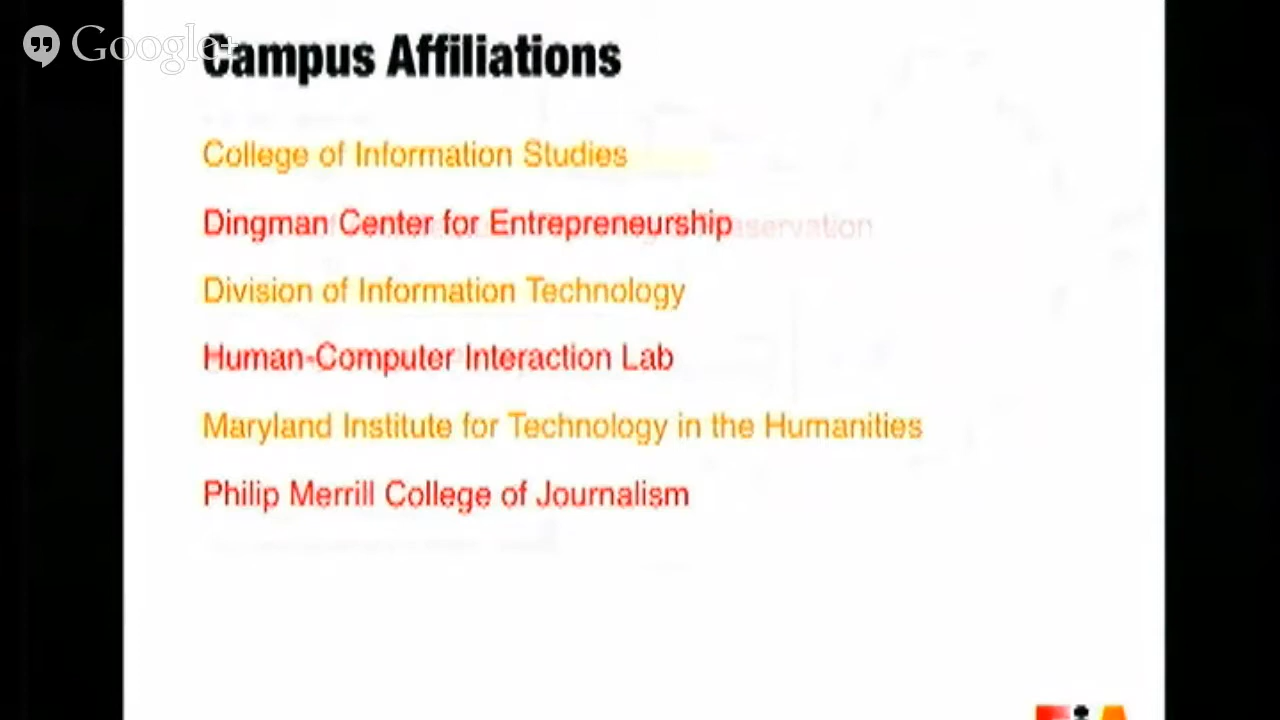 Google+
Campus Affiliations
College of Information Studies
Dingman Center for Entrepreneurship
Division of Information Technology
Human-Computer Interaction Lab
Maryland Institute for Technology in the Humanities
Philip Merrill College of Journalism